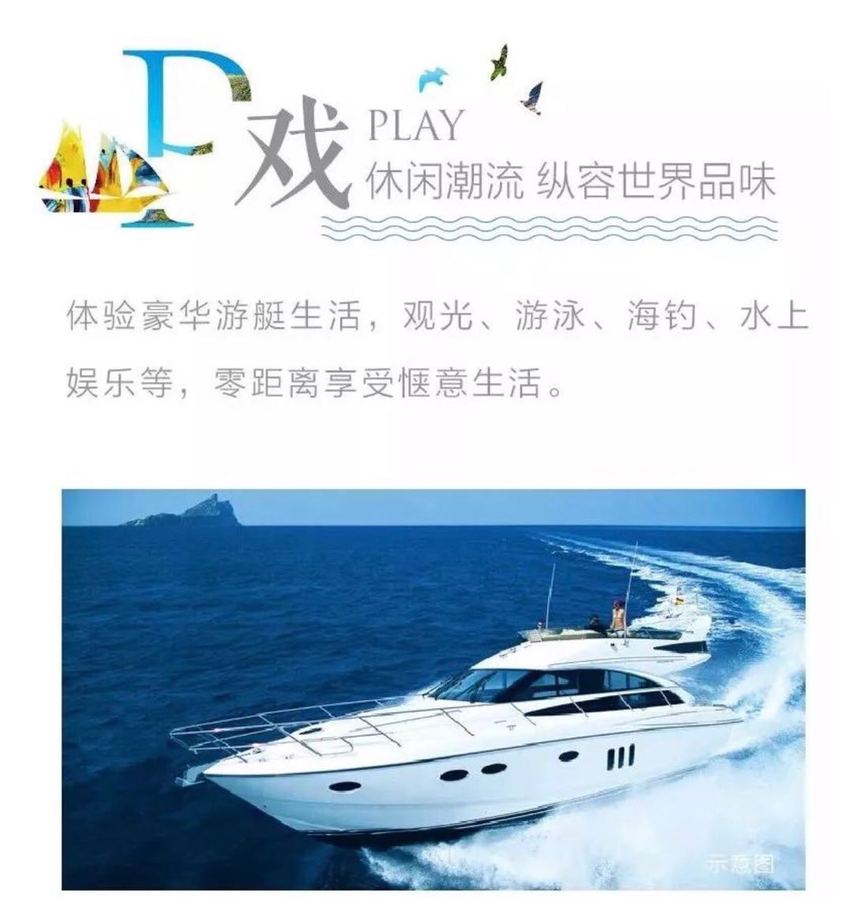 P
戏
PLAY
休闲潮流 纵容世界品味
体验豪华游艇生活，观光、游泳、海钓、水上
娱乐等，零距离享受惬意生活。
示意图